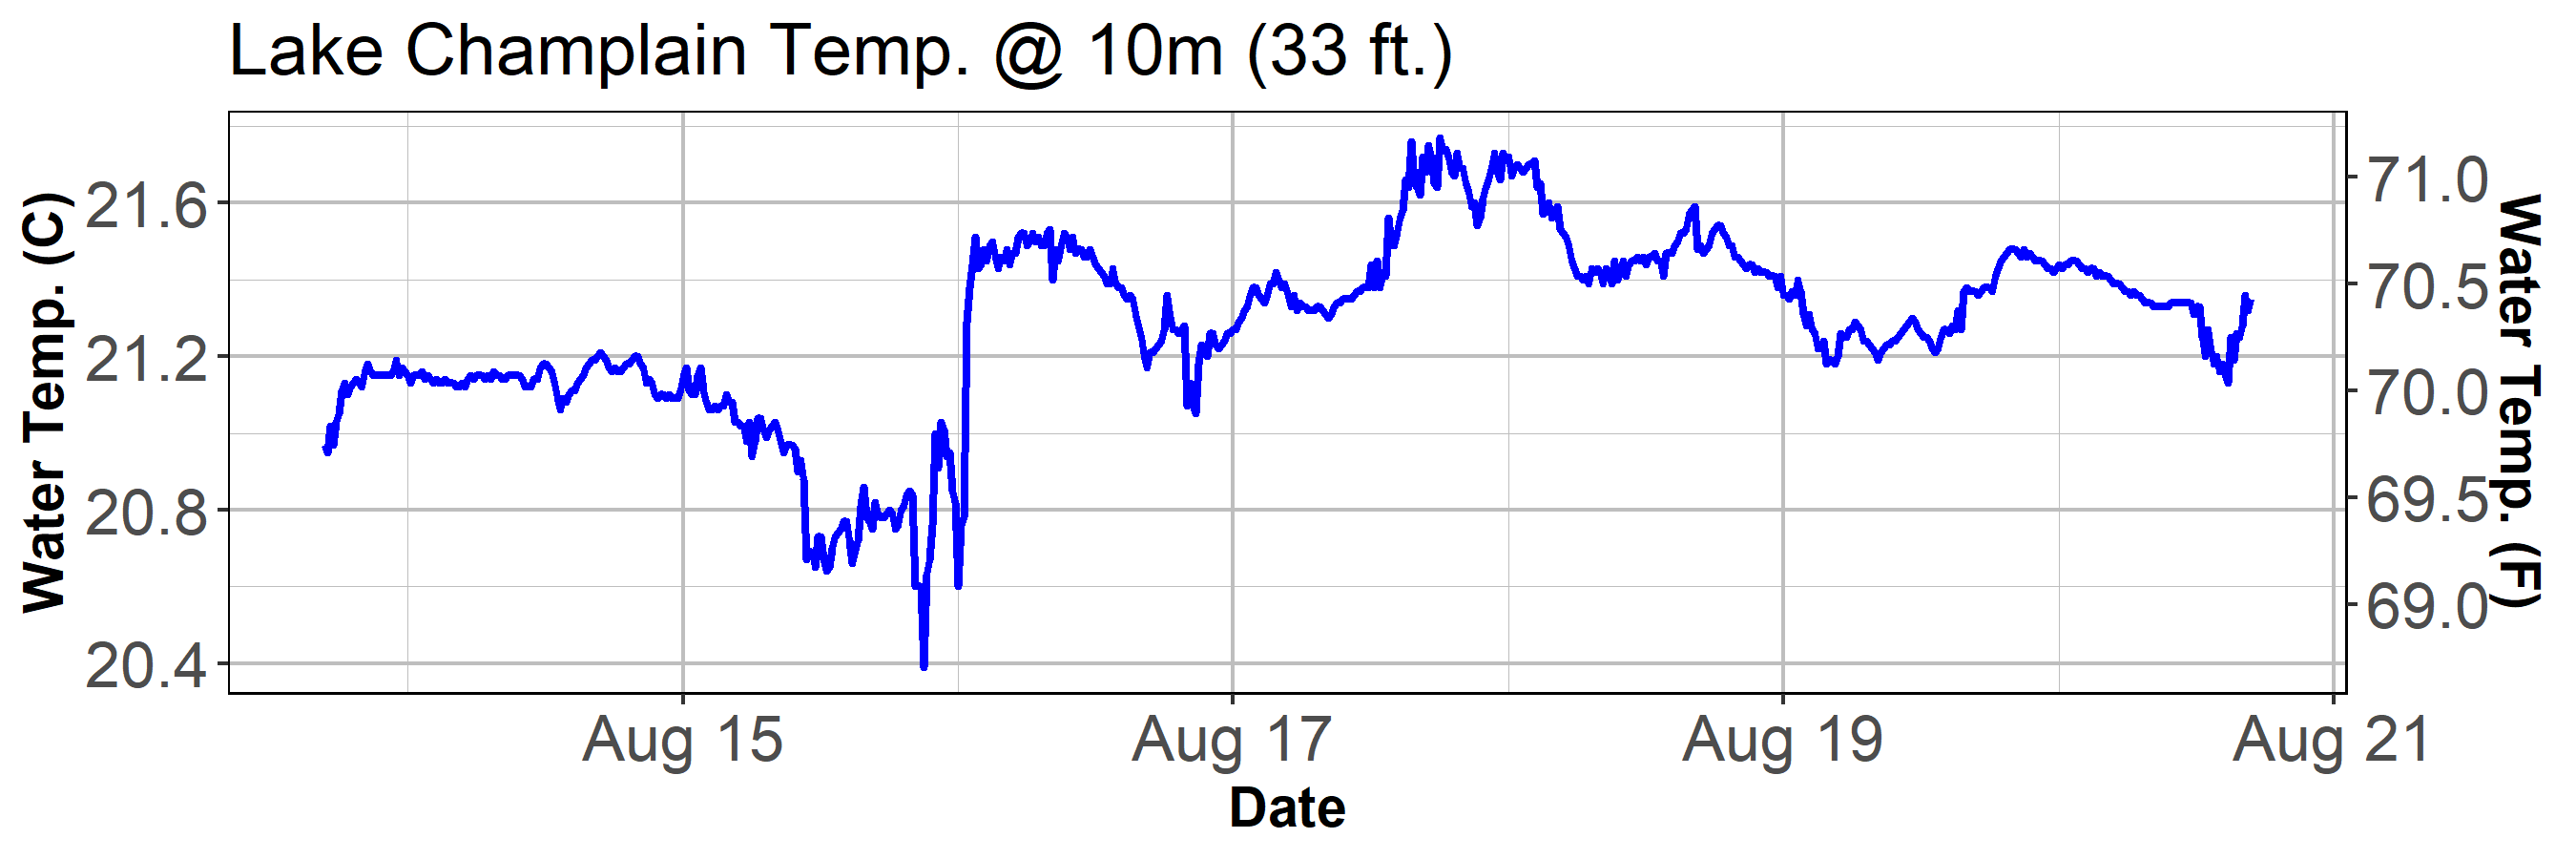 Lake Champlain Temp. @ 10m (33 ft.)
Water Temp. (C)
21.6
21.2
20.8
20.4
71.0
70.5
70.0
69.5
69.0
Water Temp. (F)
Aug 15
Aug 17
Aug 19
Aug 21
Date